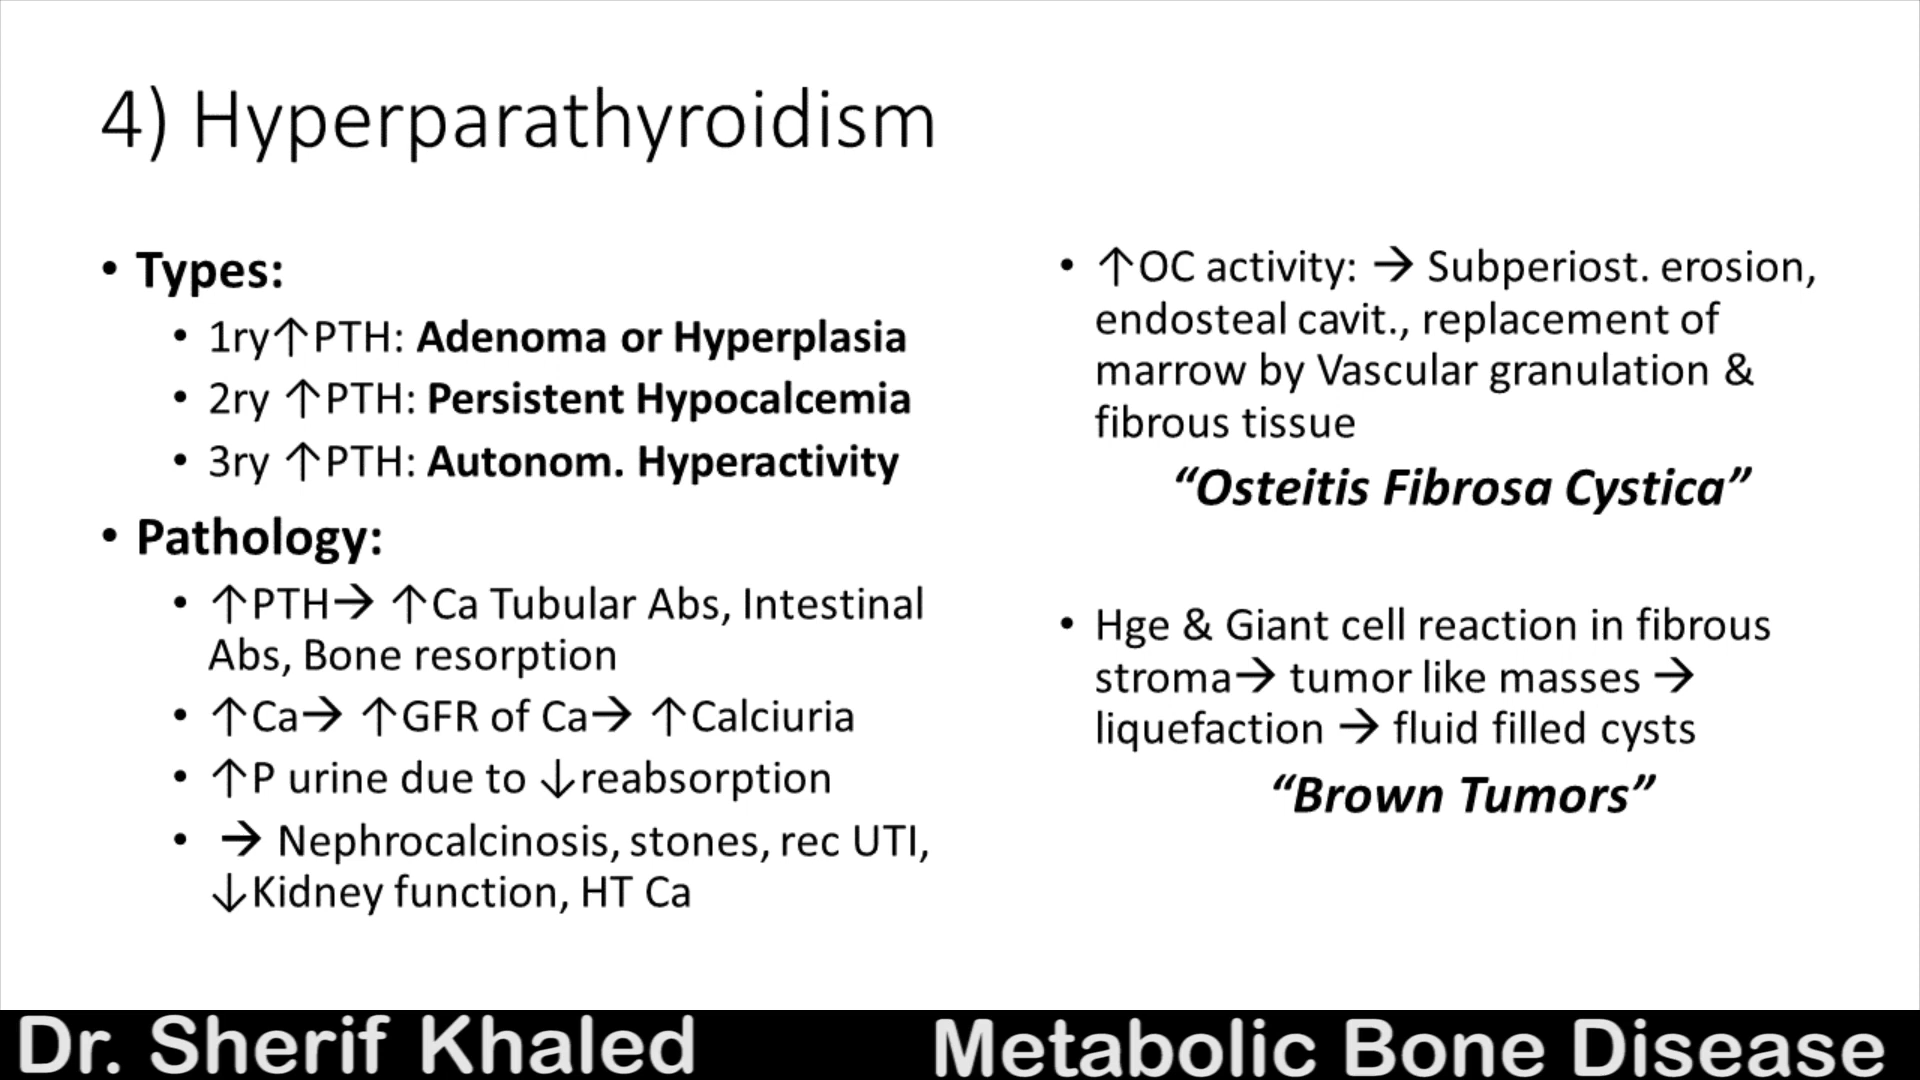 4) Hyperparathyroidism
• Types:
• 1ry↑PTH: Adenoma or Hyperplasia
• 2ry ↑PTH: Persistent Hypocalcemia
• 3ry ↑PTH: Autonom. Hyperactivity
• Pathology:
• ↑PTH→ ↑Ca Tubular Abs, Intestinal
Abs, Bone resorption
• ↑Ca→ ↑GFR of Ca→ ↑Calciuria
• ↑P urine due to ↓reabsorption
• → Nephrocalcinosis, stones, rec UTI,
↓Kidney function, HT Ca
• ↑OC activity: → Subperiost. erosion,
endosteal cavit., replacement of
marrow by Vascular granulation &
fibrous tissue
“Osteitis Fibrosa Cystica”
• Hge & Giant cell reaction in fibrous
stroma→ tumor like masses →
liquefaction → fluid filled cysts
“Brown Tumors”
Dr. Sherif Khaled
Metabolic Bone Disease